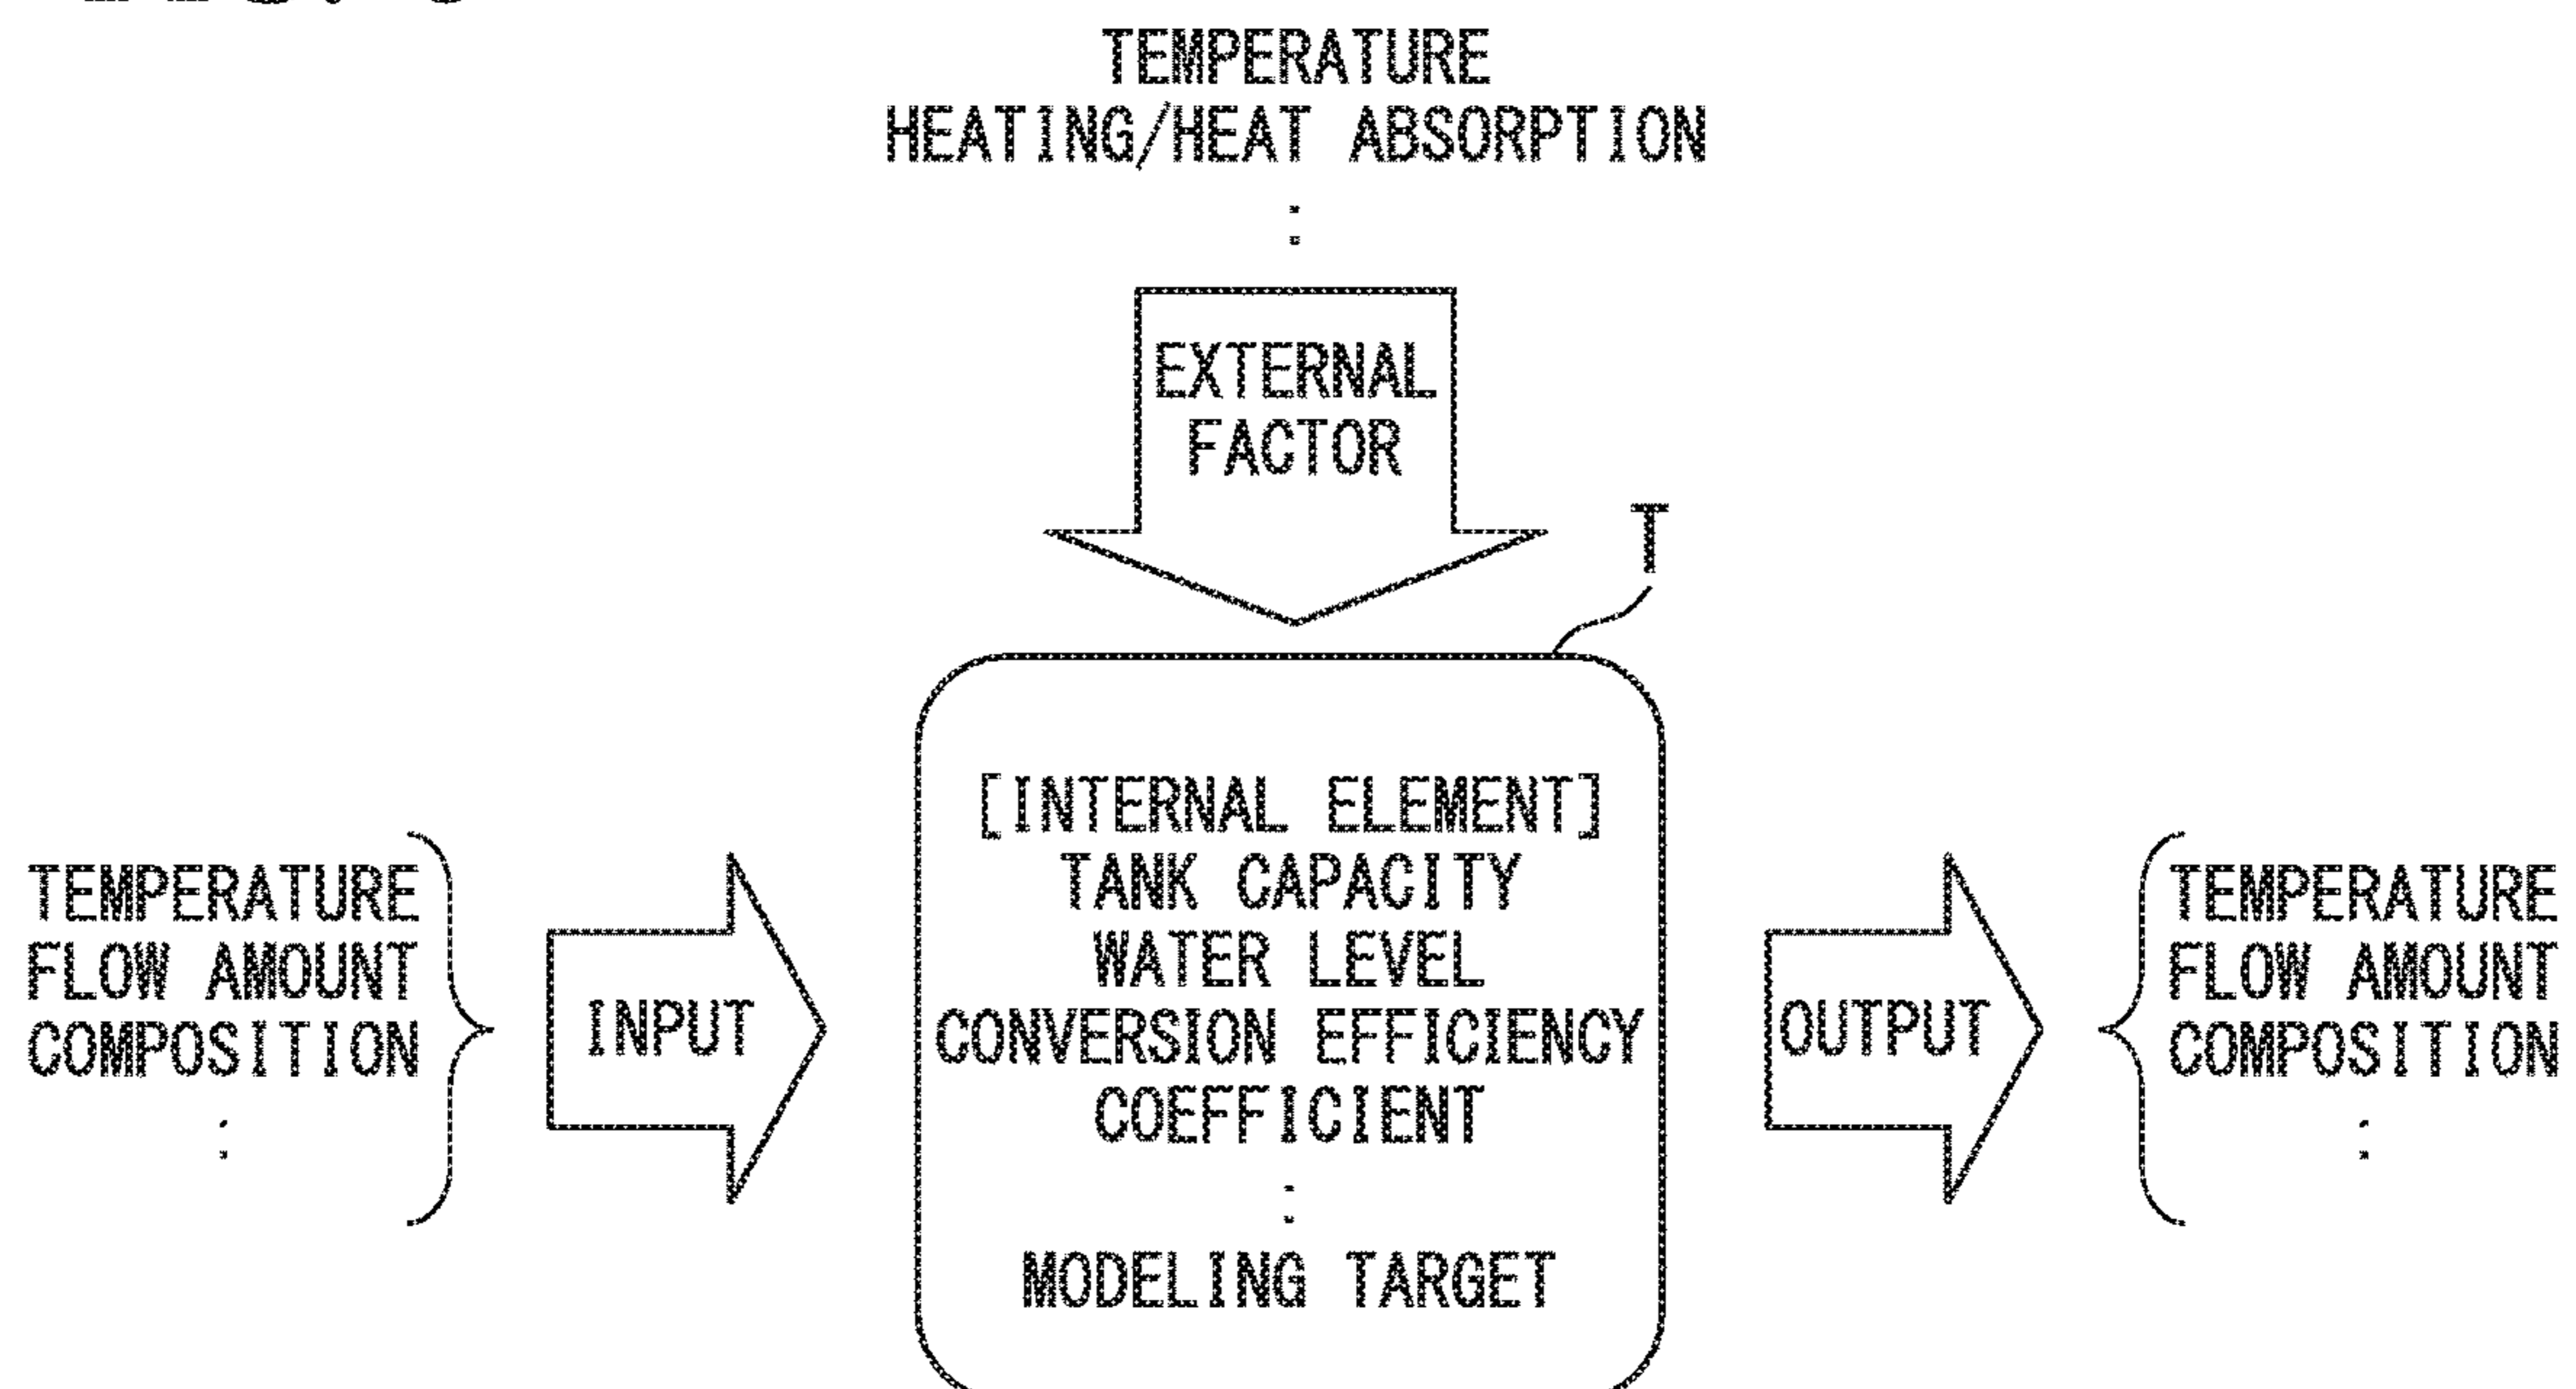 TEMPERATURE
HEATING/HEAT ABSORPTION
:
EXTERNAL
FACTOR
T
[INTERNAL ELEMENT]
TANK CAPACITY
WATER LEVEL
CONVERSION EFFICIENCY
COEFFICIENT
:
MODELING TARGET
TEMPERATURE
FLOW AMOUNT
COMPOSITION
:
INPUT
OUTPUT
TEMPERATURE
FLOW AMOUNT
COMPOSITION
: